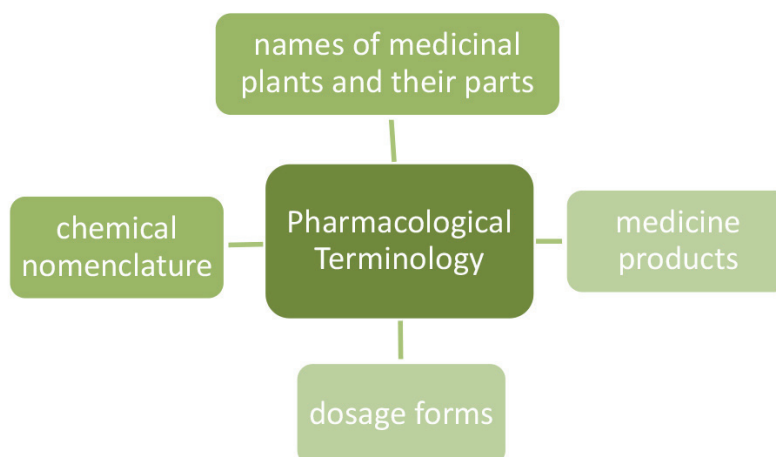 names of medicinal
plants and their parts
chemical
nomenclature
Pharmacological
Terminology
medicine
products
dosage forms